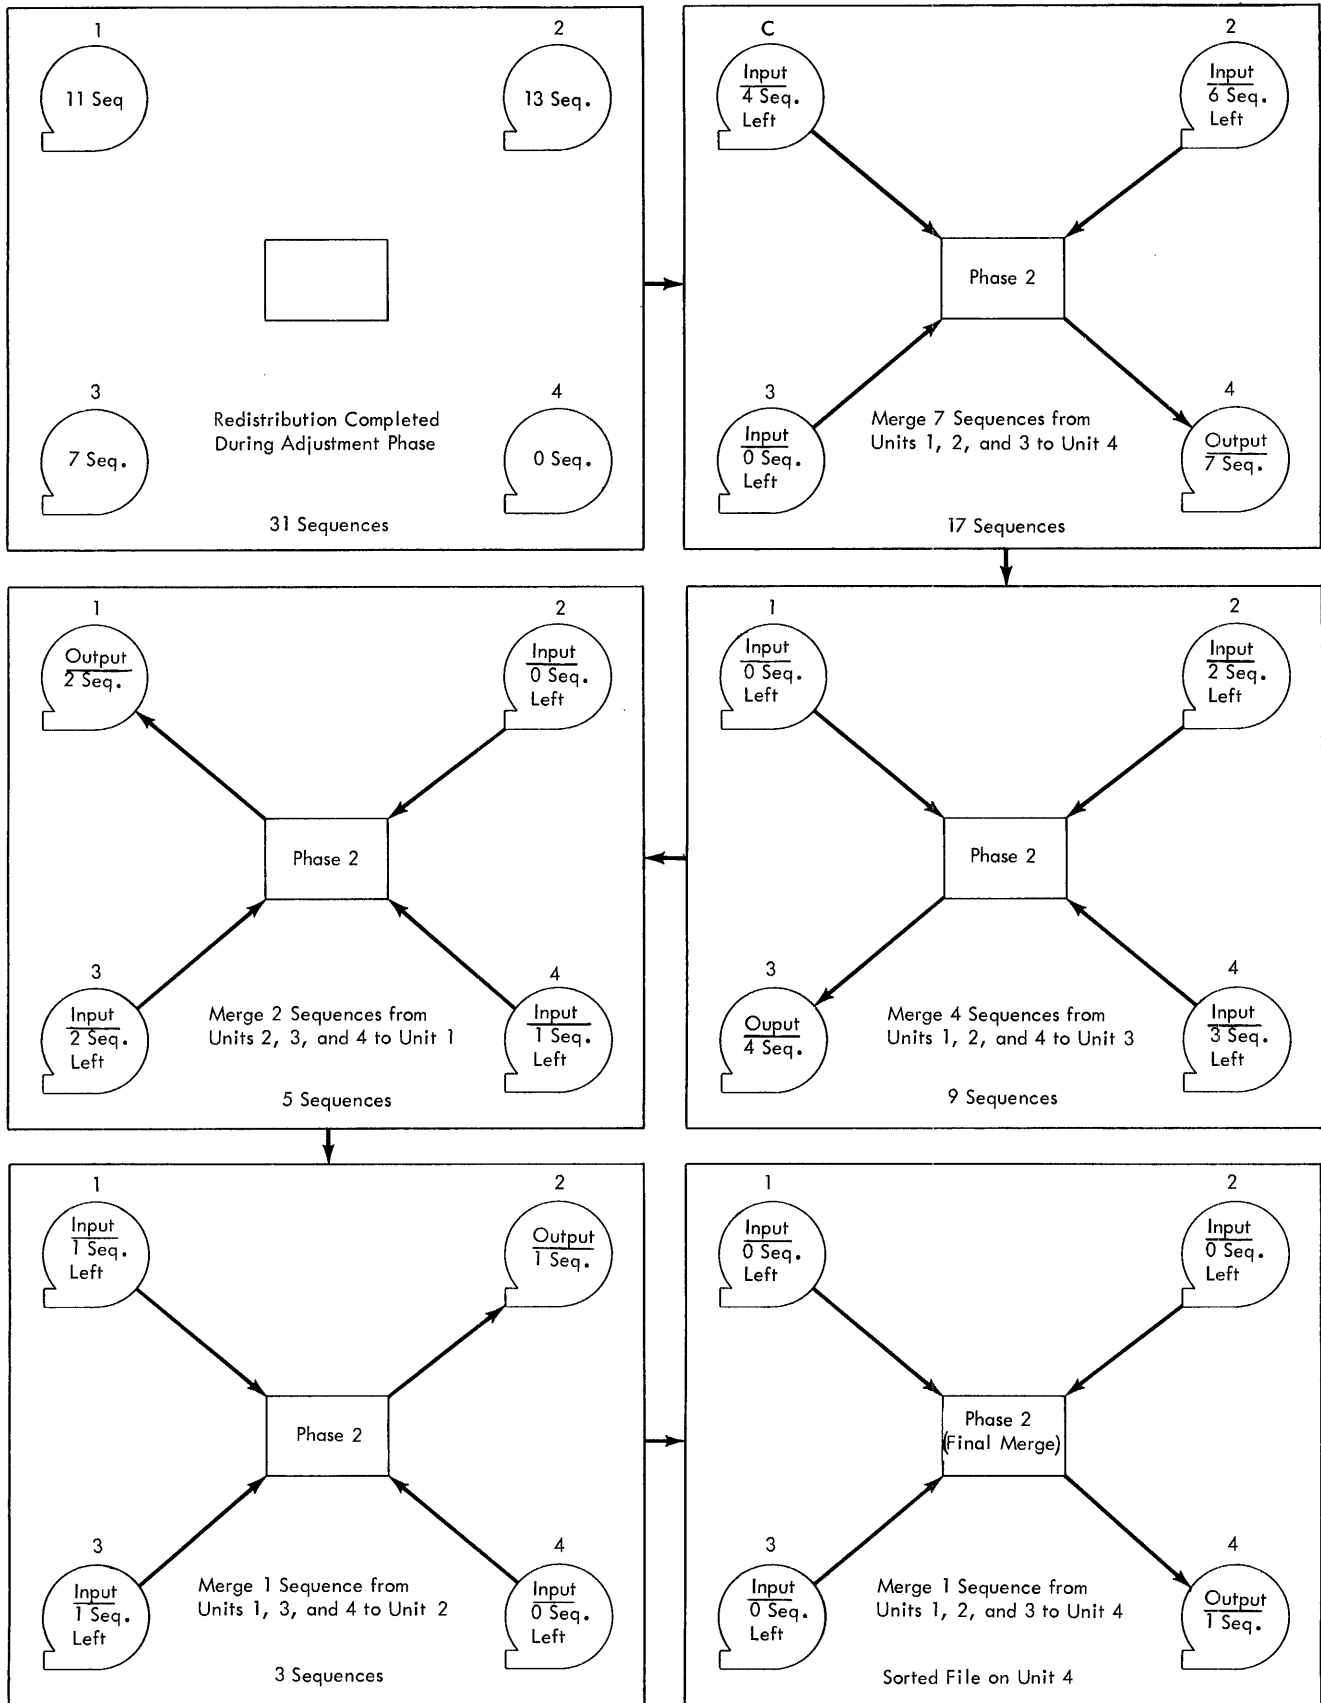 1
11 Seq
2
13 Seq.
3
7 Seq.
Redistribution Completed
During Adjustment Phase
4
0 Seq.
31 Sequences
C
Input
4 Seq.
Left
2
Input
6 Seq.
Left
Phase 2
3
Input
0 Seq.
Left
Merge 7 Sequences from
Units 1, 2, and 3 to Unit 4
4
Output
7 Seq.
17 Sequences
1
Output
2 Seq.
2
Input
0 Seq.
Left
Phase 2
3
Input
2 Seq.
Left
Merge 2 Sequences from
Units 2, 3, and 4 to Unit 1
4
Input
1 Seq.
Left
5 Sequences
1
Input
0 Seq.
Left
2
Input
2 Seq.
Left
Phase 2
3
Ouput
4 Seq.
Merge 4 Sequences from
Units 1, 2, and 4 to Unit 3
4
Input
3 Seq.
Left
9 Sequences
1
Input
1 Seq.
Left
2
Output
1 Seq.
Phase 2
3
Input
1 Seq.
Left
Merge 1 Sequence from
Units 1, 3, and 4 to Unit 2
4
Input
0 Seq.
Left
3 Sequences
1
Input
0 Seq.
Left
2
Input
0 Seq.
Left
Phase 2
(Final Merge)
3
Input
0 Seq.
Left
Merge 1 Sequence from
Units 1, 2, and 3 to Unit 4
4
Output
1 Seq.
Sorted File on Unit 4